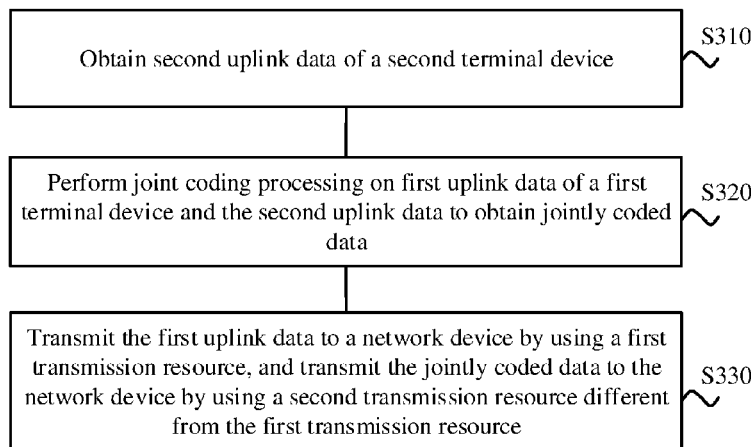 S310
Obtain second uplink data of a second terminal device
S320
Perform joint coding processing on first uplink data of a first
terminal device and the second uplink data to obtain jointly coded
data
S330
Transmit the first uplink data to a network device by using a first
transmission resource, and transmit the jointly coded data to the
network device by using a second transmission resource different
from the first transmission resource